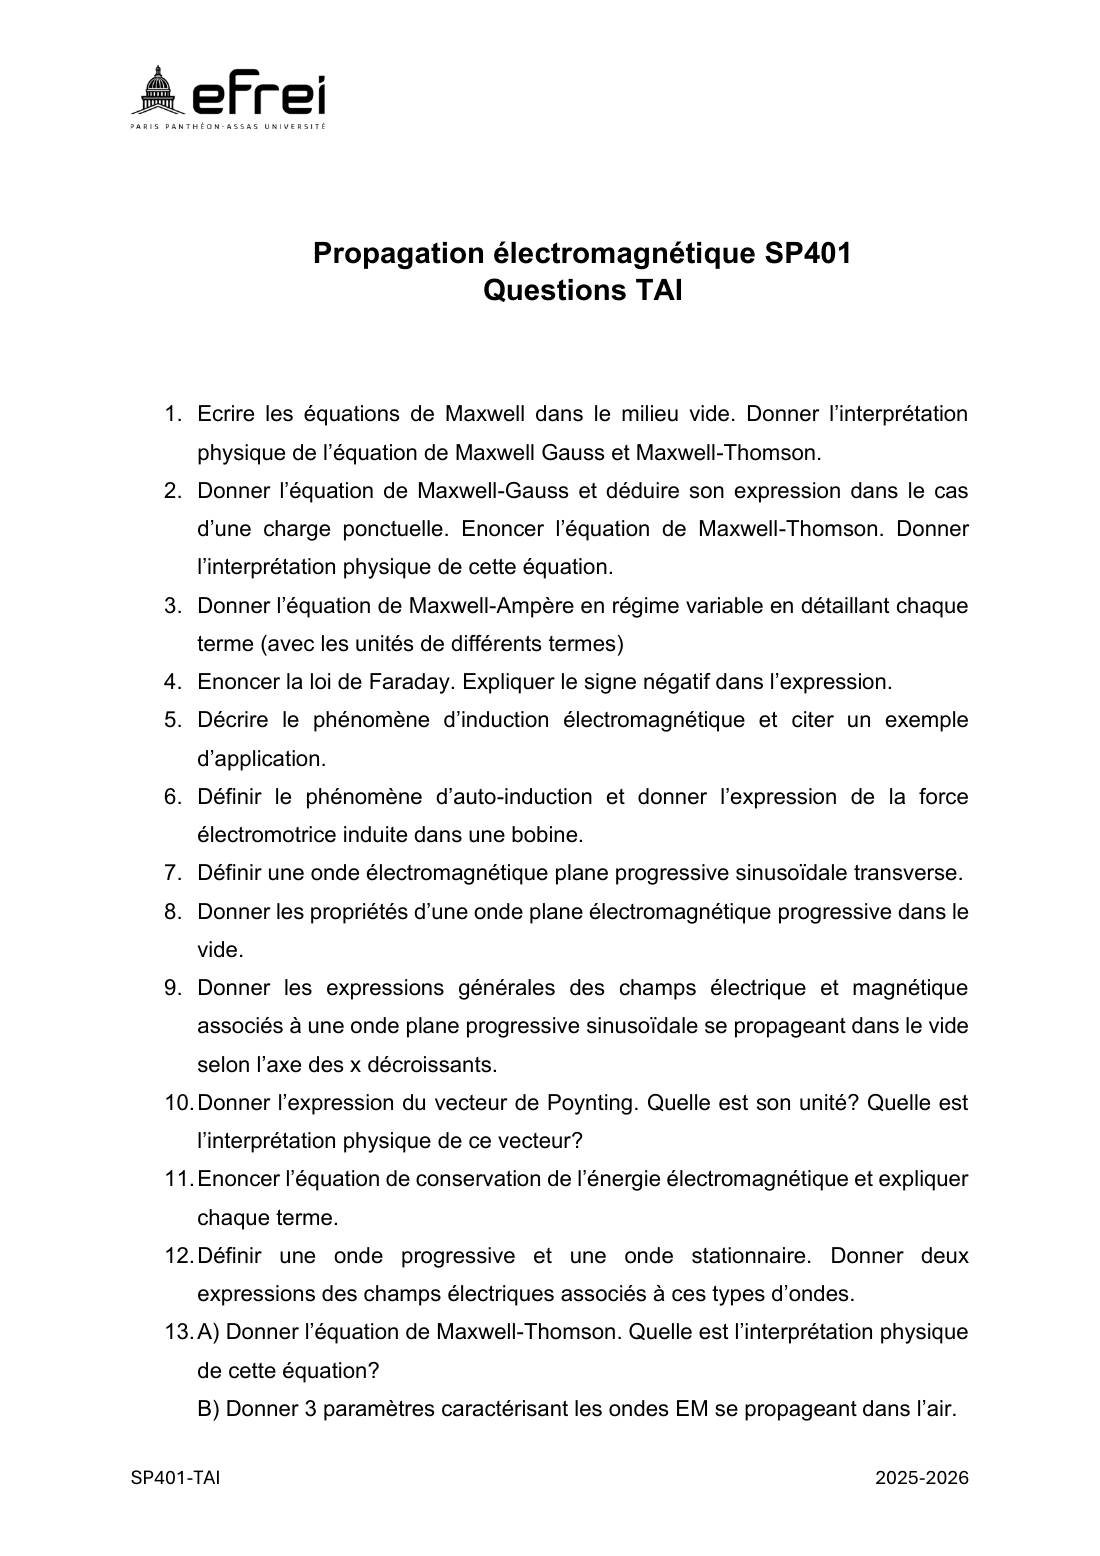 efrei
PARIS PANTHÉON-ASSAS UNIVERSITÉ
Propagation électromagnétique SP401
Questions TAI
1. Ecrire les équations de Maxwell dans le milieu vide. Donner l’interprétation
physique de l’équation de Maxwell Gauss et Maxwell-Thomson.
2. Donner l’équation de Maxwell-Gauss et déduire son expression dans le cas
d’une charge ponctuelle. Enoncer l’équation de Maxwell-Thomson. Donner
l’interprétation physique de cette équation.
3. Donner l’équation de Maxwell-Ampère en régime variable en détaillant chaque
terme (avec les unités de différents termes)
4. Enoncer la loi de Faraday. Expliquer le signe négatif dans l’expression.
5. Décrire le phénomène d’induction électromagnétique et citer un exemple
d’application.
6. Définir le phénomène d’auto-induction et donner l’expression de la force
électromotrice induite dans une bobine.
7. Définir une onde électromagnétique plane progressive sinusoïdale transverse.
8. Donner les propriétés d’une onde plane électromagnétique progressive dans le
vide.
9. Donner les expressions générales des champs électrique et magnétique
associés à une onde plane progressive sinusoïdale se propageant dans le vide
selon l’axe des x décroissants.
10. Donner l’expression du vecteur de Poynting. Quelle est son unité? Quelle est
l’interprétation physique de ce vecteur?
11. Enoncer l’équation de conservation de l’énergie électromagnétique et expliquer
chaque terme.
12. Définir une onde progressive et une onde stationnaire. Donner deux
expressions des champs électriques associés à ces types d’ondes.
13. A) Donner l’équation de Maxwell-Thomson. Quelle est l’interprétation physique
de cette équation?
B) Donner 3 paramètres caractérisant les ondes EM se propageant dans l’air.
SP401-TAI
2025-2026